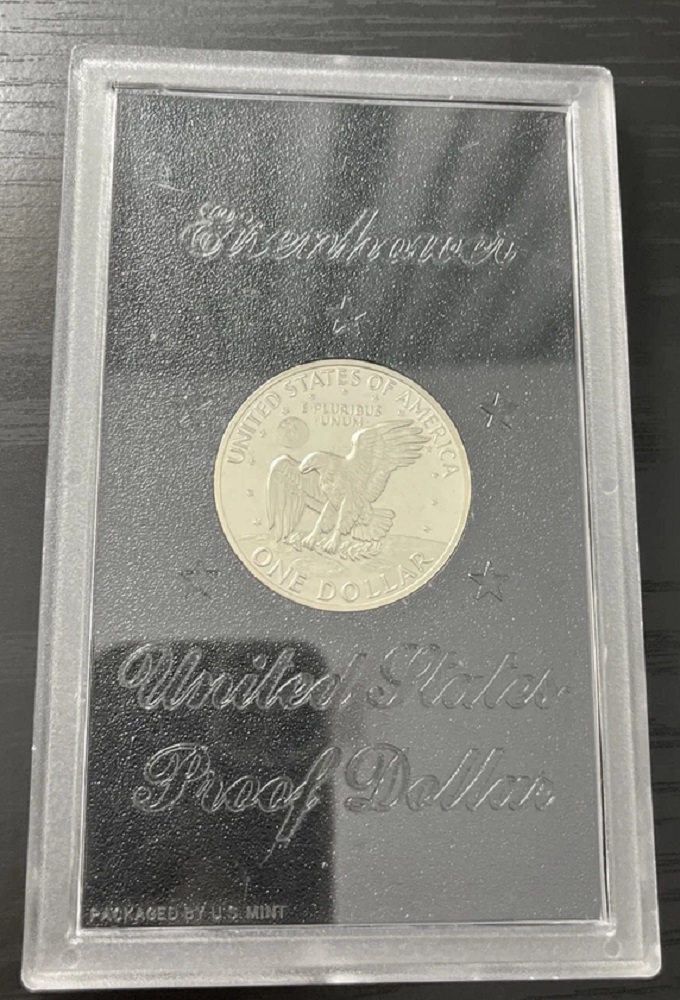 Eisenhower
UNITED STATES OF AMERICA
E·PLURIBUS
UNUM
ONE DOLLAR
United States
Proof Dollar
PACKAGED BY U.S. MINT